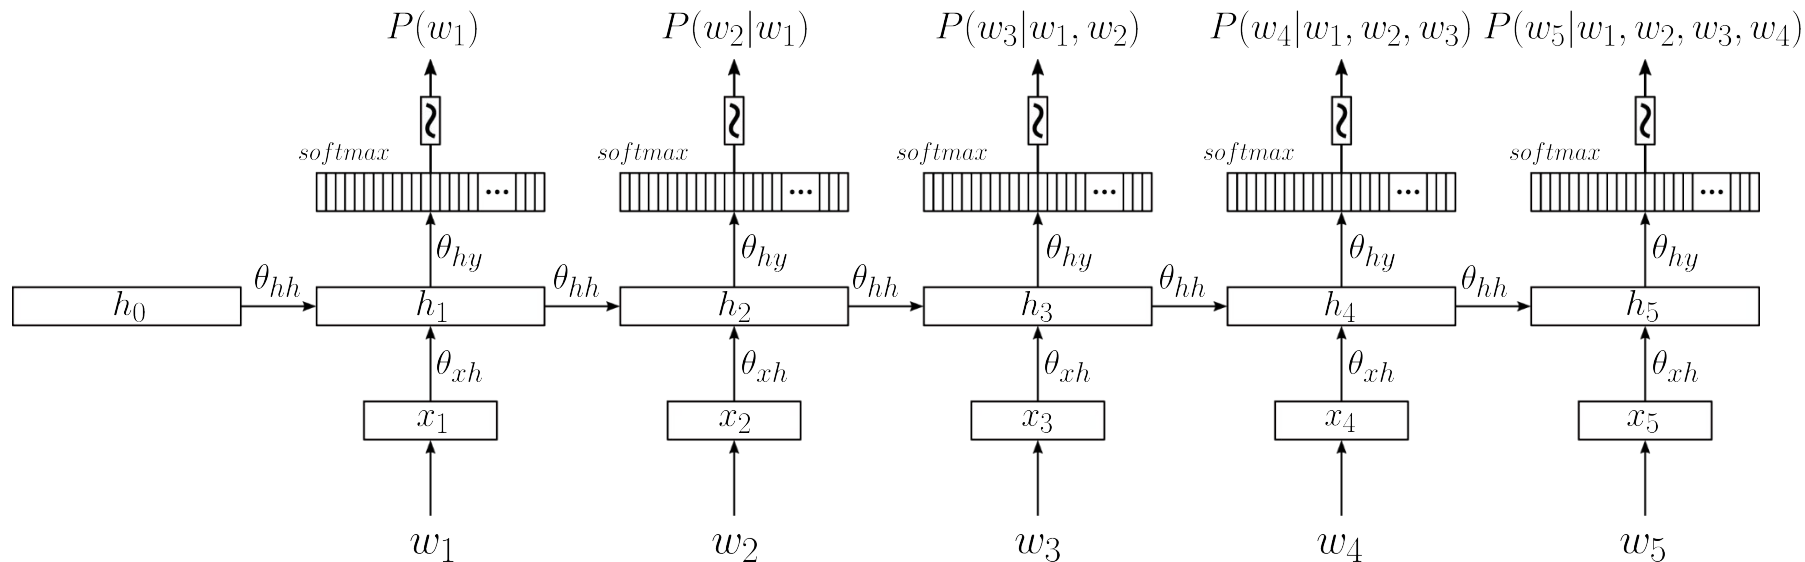 P(w₁) P(w₂|w₁) P(w₃|w₁, w₂) P(w₄|w₁, w₂, w₃) P(w₅|w₁, w₂, w₃, w₄)
softmax softmax softmax softmax softmax
... ... ... ... ...
θhy θhy θhy θhy θhy
θhh θhh θhh θhh θhh
h₀ h₁ h₂ h₃ h₄ h₅
θxh θxh θxh θxh θxh
x₁ x₂ x₃ x₄ x₅
w₁ w₂ w₃ w₄ w₅